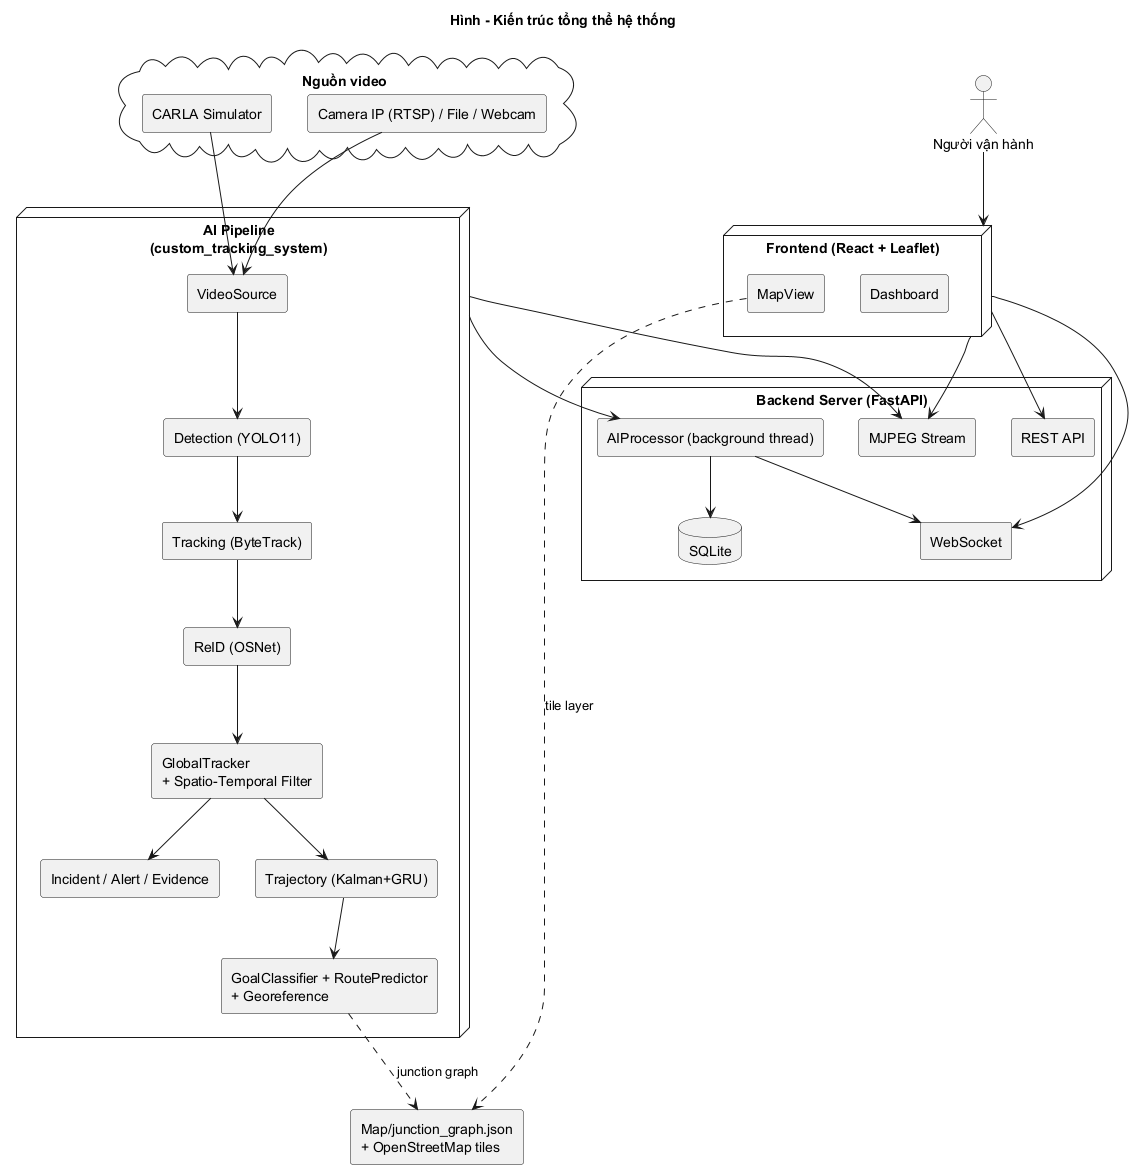 Hình - Kiến trúc tổng thể hệ thống
Nguồn video
CARLA Simulator
Camera IP (RTSP) / File / Webcam
Người vận hành
AI Pipeline
(custom_tracking_system)
VideoSource
Frontend (React + Leaflet)
MapView
Dashboard
Backend Server (FastAPI)
Detection (YOLO11)
AIProcessor (background thread)
MJPEG Stream
REST API
Tracking (ByteTrack)
SQLite
WebSocket
ReID (OSNet)
tile layer
GlobalTracker
+ Spatio-Temporal Filter
Incident / Alert / Evidence
Trajectory (Kalman+GRU)
GoalClassifier + RoutePredictor
+ Georeference
junction graph
Map/junction_graph.json
+ OpenStreetMap tiles